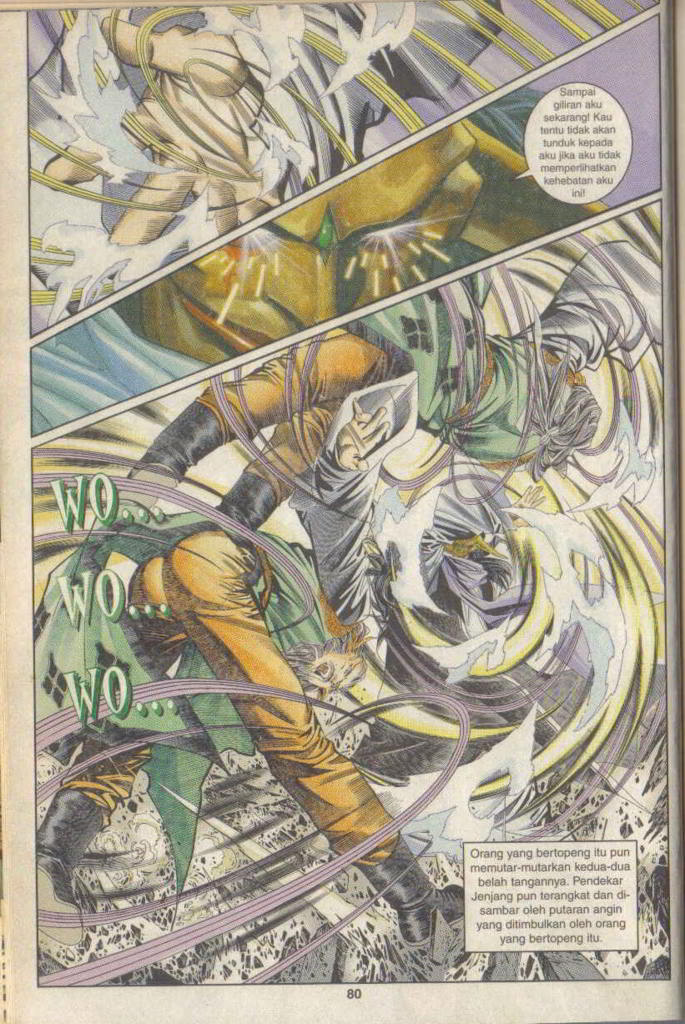 Sampai
giliran aku
sekarang! Kau
tentu tidak akan
tunduk kepada
aku jika aku tidak
memperlihatkan
kehebatan aku
ini!
WO...
WO...
WO...
Orang yang bertopeng itu pun
memutar-mutarkan kedua-dua
belah tangannya. Pendekar
Jenjang pun terangkat dan di-
sambar oleh putaran angin
yang ditimbulkan oleh orang
yang bertopeng itu.
80